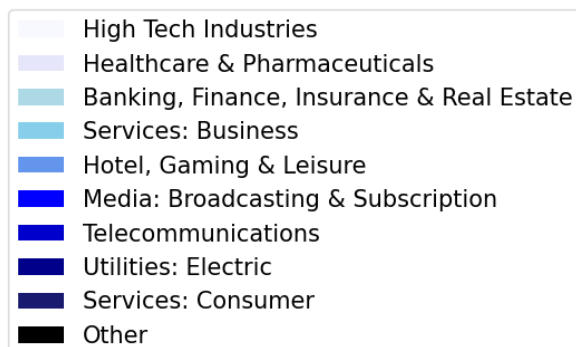 High Tech Industries
Healthcare & Pharmaceuticals
Banking, Finance, Insurance & Real Estate
Services: Business
Hotel, Gaming & Leisure
Media: Broadcasting & Subscription
Telecommunications
Utilities: Electric
Services: Consumer
Other